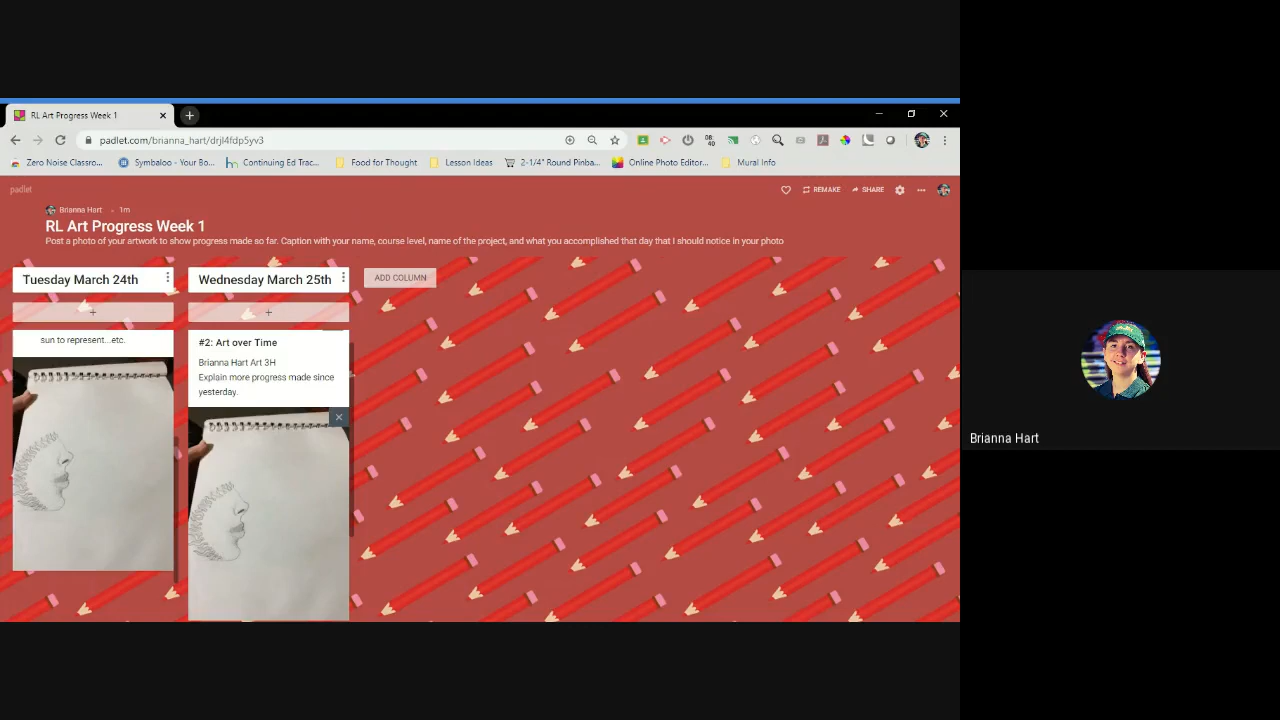 RL Art Progress Week 1
padlet.com/brianna_hart/drjl4fdp5yv3
08:
40
Zero Noise Classro...
Symbaloo - Your Bo...
Continuing Ed Trac...
Food for Thought
Lesson Ideas
2-1/4" Round Pinba...
Online Photo Editor...
Mural Info
padlet
REMAKE
SHARE
Brianna Hart
1m
RL Art Progress Week 1
Post a photo of your artwork to show progress made so far. Caption with your name, course level, name of the project, and what you accomplished that day that I should notice in your photo
Tuesday March 24th
sun to represent...etc.
Wednesday March 25th
#2: Art over Time
Brianna Hart Art 3H
Explain more progress made since
yesterday.
ADD COLUMN
Brianna Hart